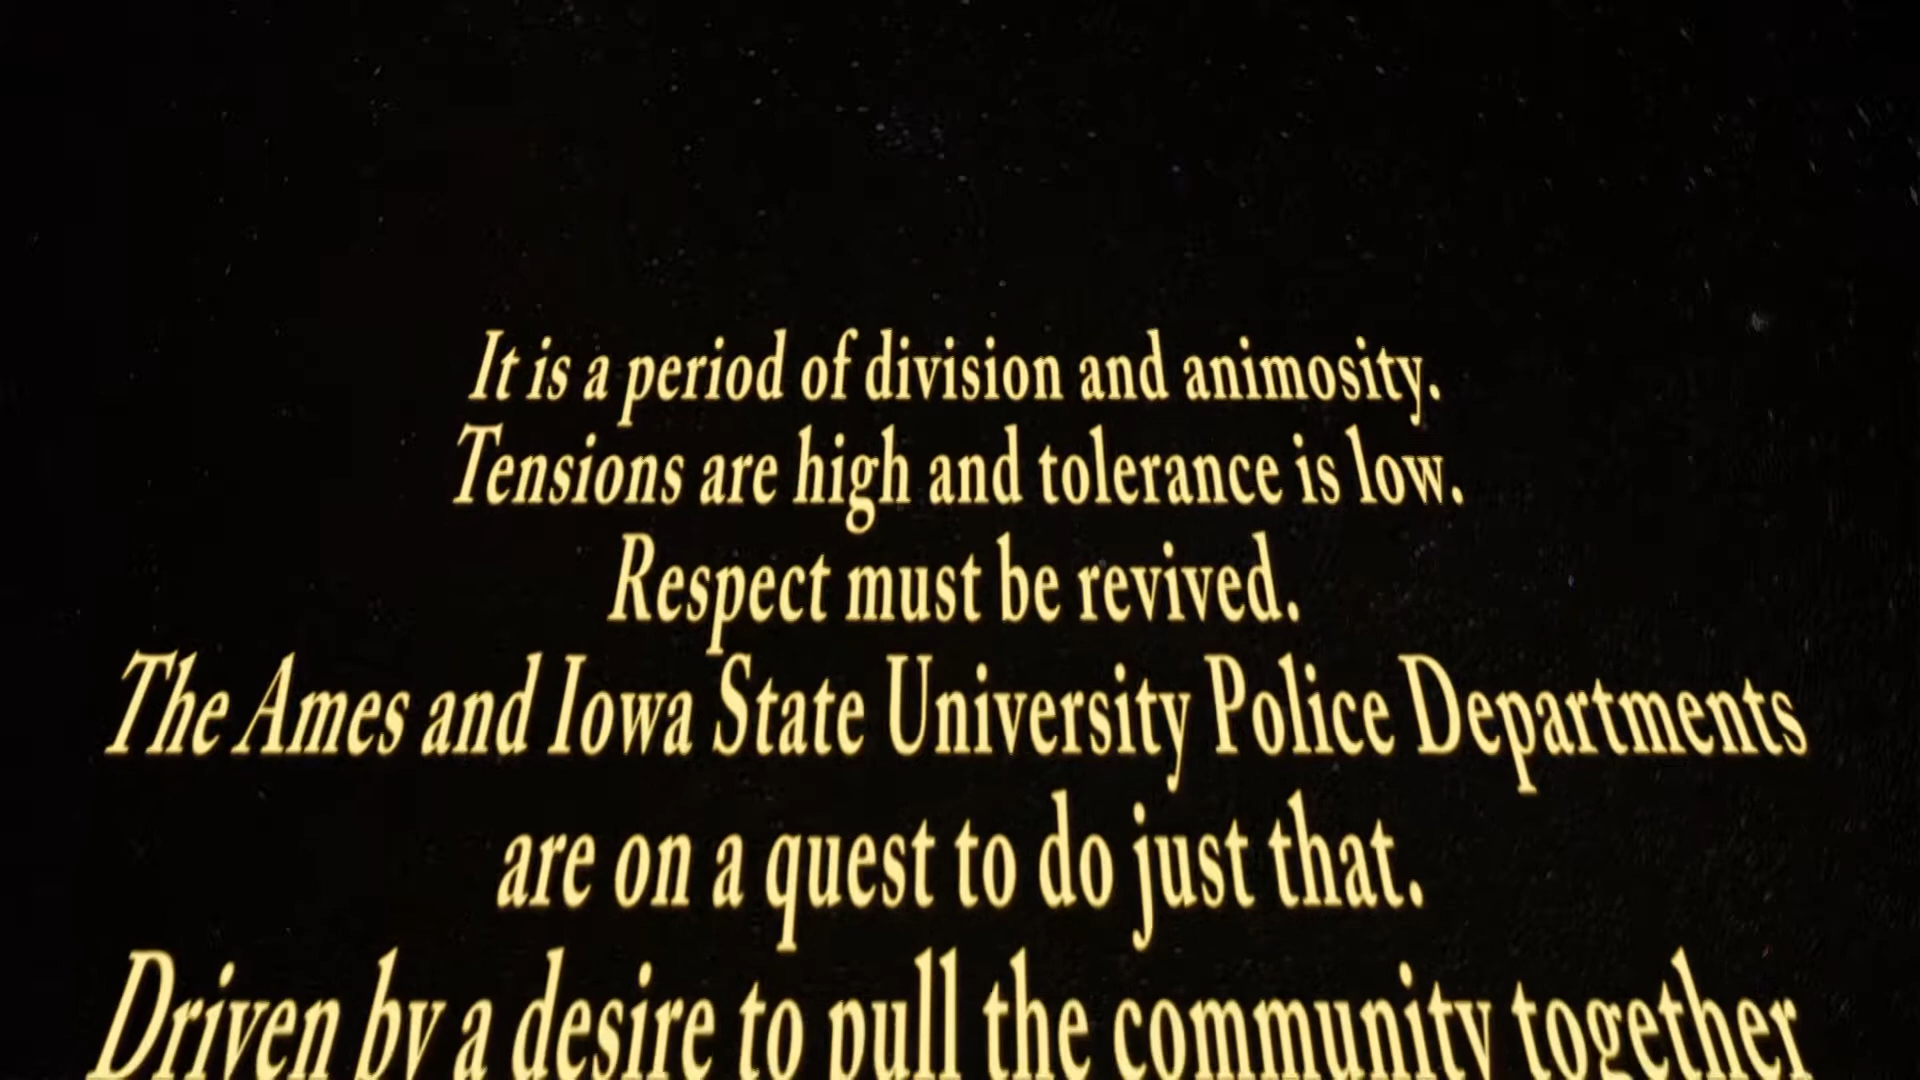 It is a period of division and animosity.
Tensions are high and tolerance is low.
Respect must be revived.
The Ames and Iowa State University Police Departments
are on a quest to do just that.
Driven by a desire to pull the community together